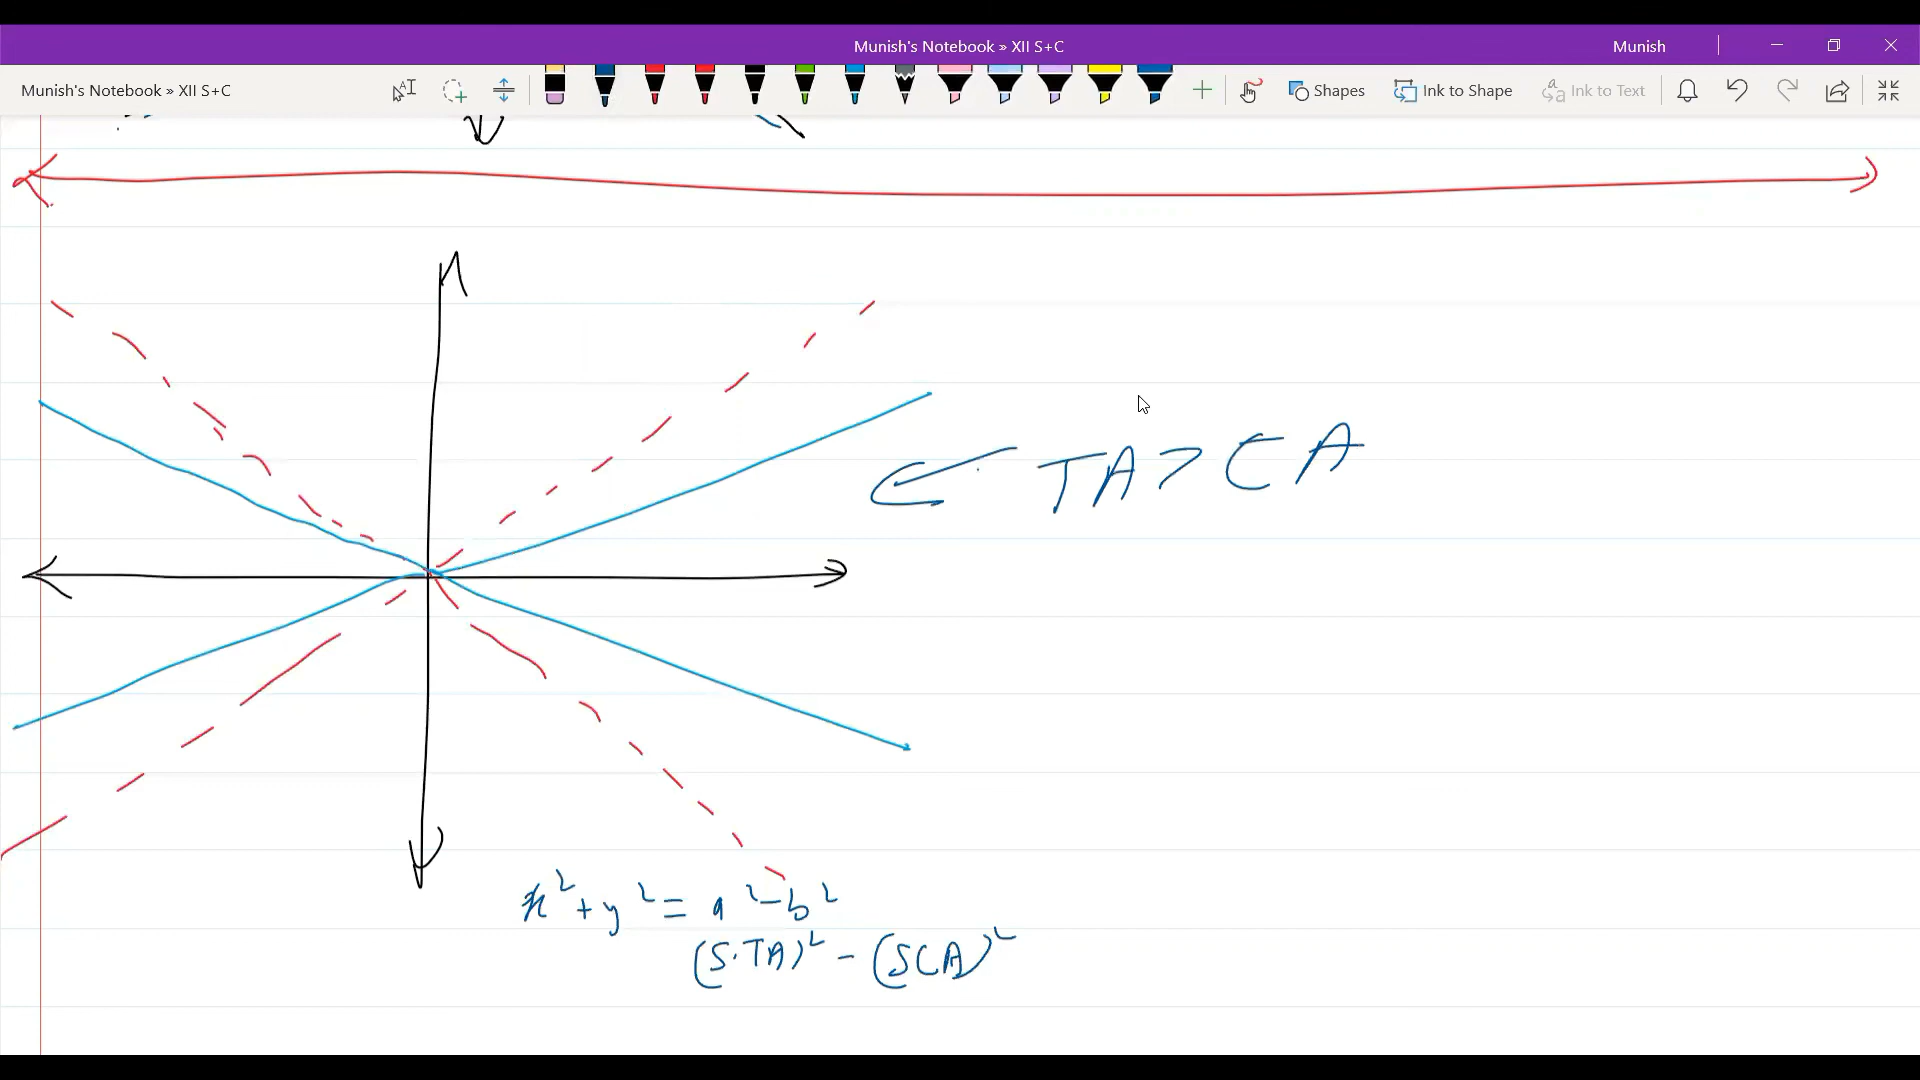 Munish's Notebook » XII S+C
Munish
Munish's Notebook » XII S+C
Shapes
Ink to Shape
Ink to Text
TA > CA
x² + y² = a² - b²
(S.TA)² - (SCA)²